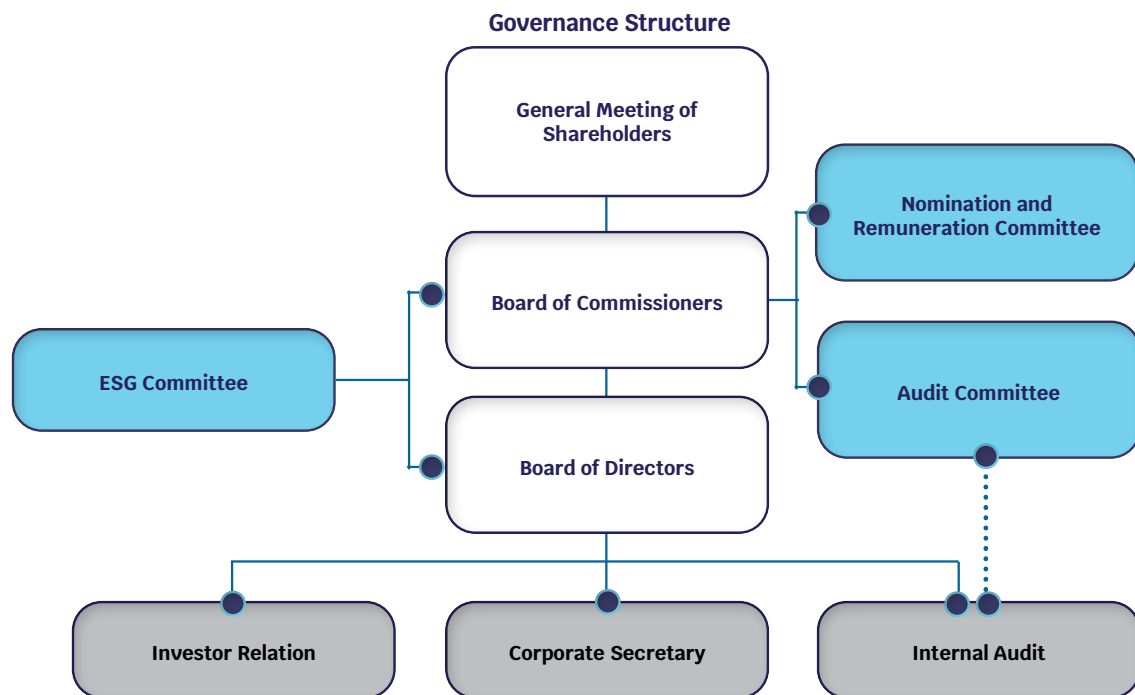 Governance Structure
General Meeting of
Shareholders
Nomination and
Remuneration Committee
Board of Commissioners
ESG Committee
Audit Committee
Board of Directors
Investor Relation
Corporate Secretary
Internal Audit